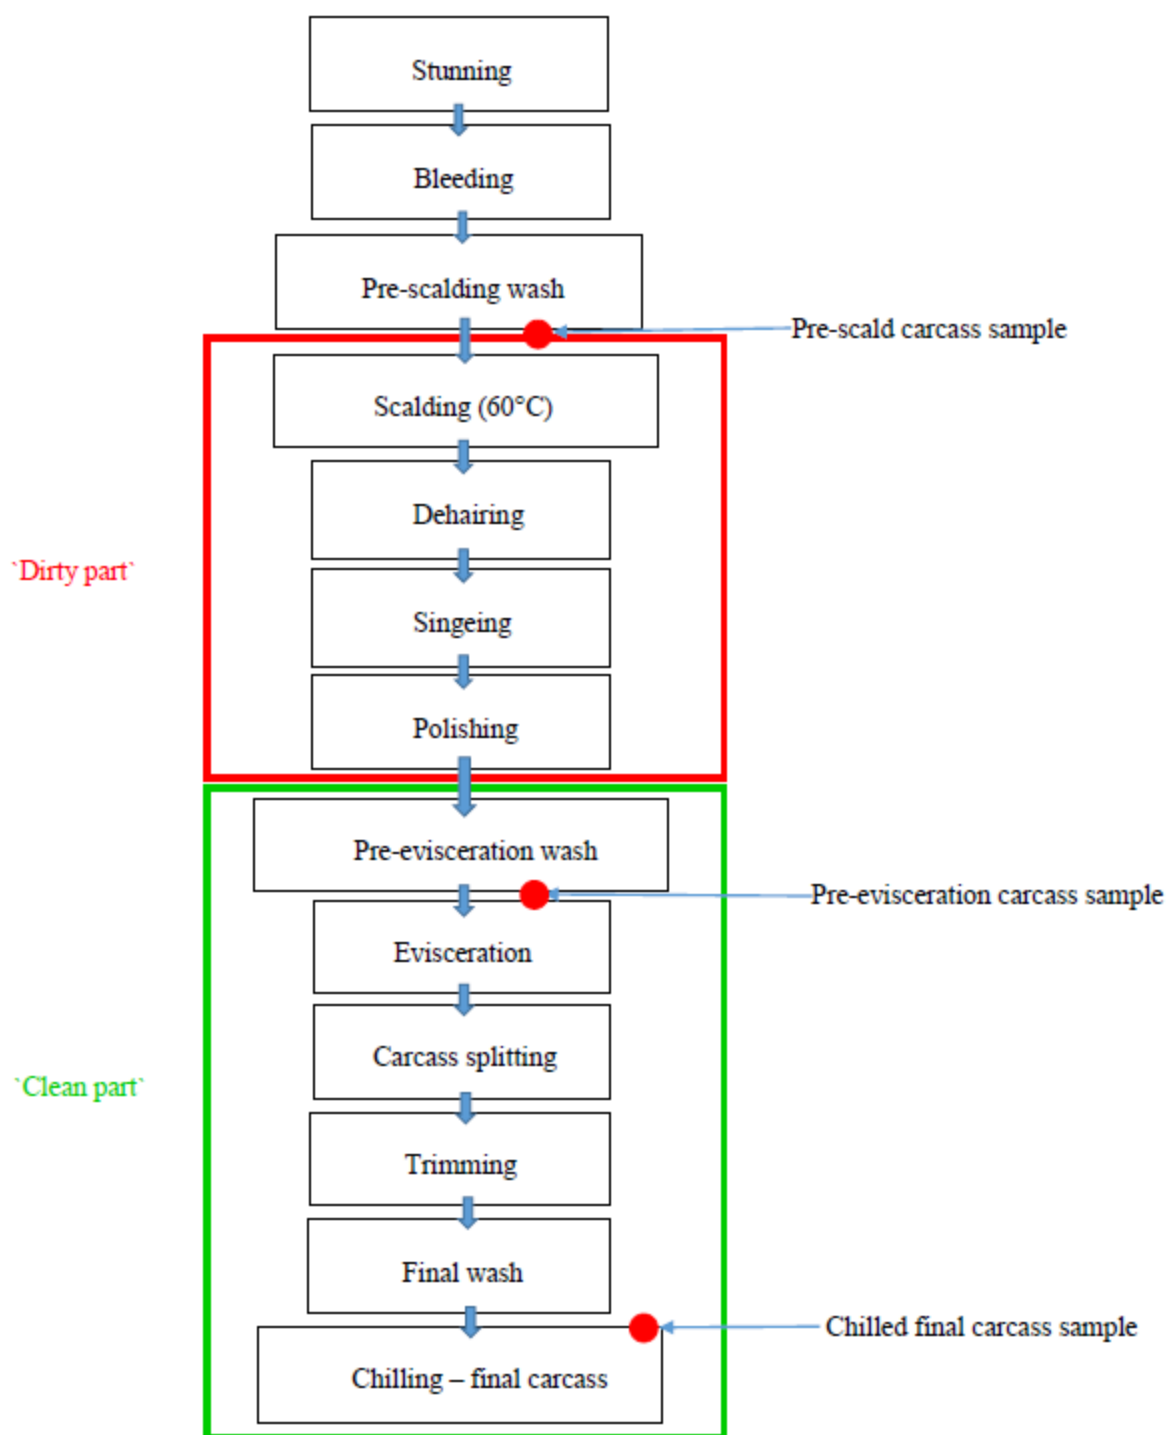 Stunning
Bleeding
Pre-scalding wash
Pre-scald carcass sample
Scalding (60°C)
Dehairing
`Dirty part`
Singeing
Polishing
Pre-evisceration wash
Pre-evisceration carcass sample
Evisceration
Carcass splitting
`Clean part`
Trimming
Final wash
Chilled final carcass sample
Chilling – final carcass